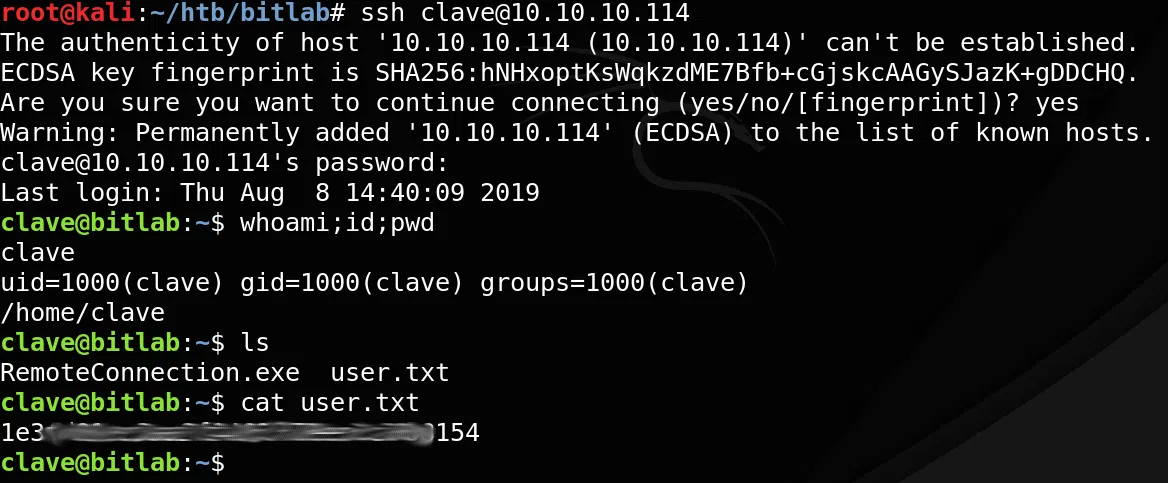 root@kali:~/htb/bitlab# ssh clave@10.10.10.114
The authenticity of host '10.10.10.114 (10.10.10.114)' can't be established.
ECDSA key fingerprint is SHA256:hNHxoptKsWqkzdME7Bfb+cGjskcAAGySJazK+gDDCHQ.
Are you sure you want to continue connecting (yes/no/[fingerprint])? yes
Warning: Permanently added '10.10.10.114' (ECDSA) to the list of known hosts.
clave@10.10.10.114's password:
Last login: Thu Aug  8 14:40:09 2019
clave@bitlab:~$ whoami;id;pwd
clave
uid=1000(clave) gid=1000(clave) groups=1000(clave)
/home/clave
clave@bitlab:~$ ls
RemoteConnection.exe  user.txt
clave@bitlab:~$ cat user.txt
1e3 154
clave@bitlab:~$